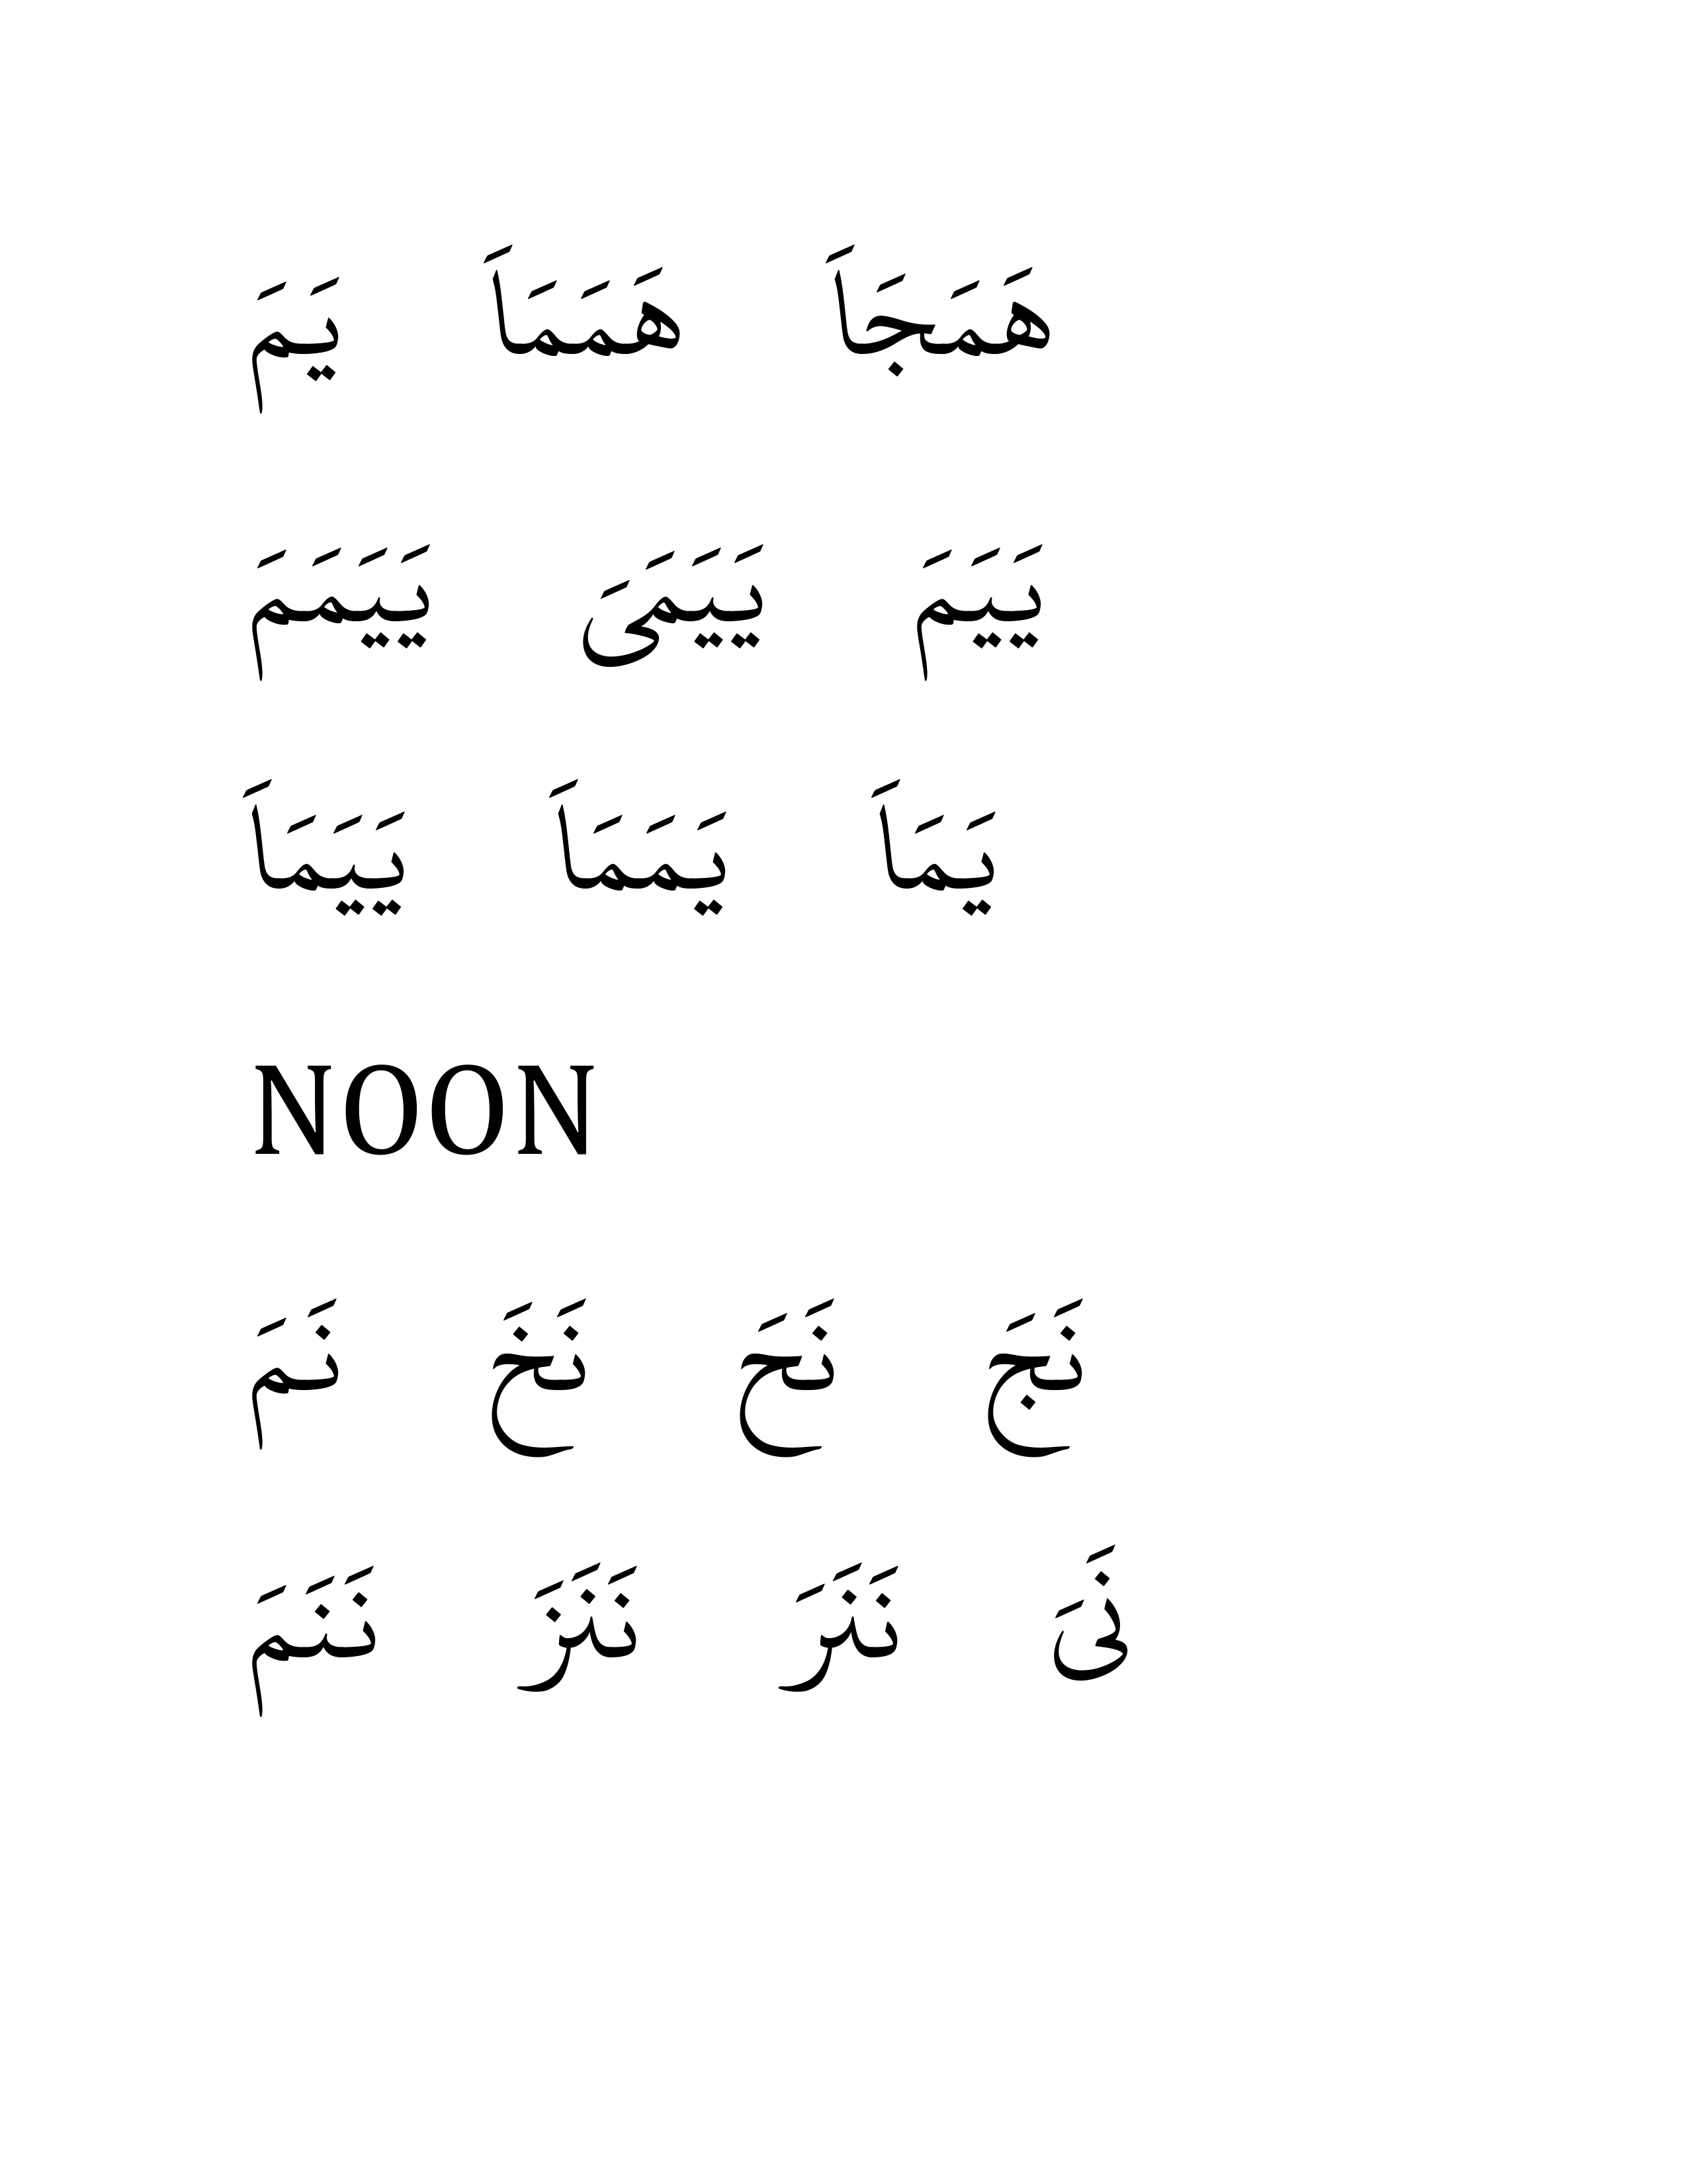 هَمَجَاَ هَمَمَاَ يَمَ
يَيَمَ يَيَمَىَ يَيَمَمَ
يَمَاَ يَمَمَاَ يَيَمَاَ
NOON
نَجَ نَحَ نَخَ نَمَ
نَىَ نَنَرَ نَنَزَ نَنَمَ